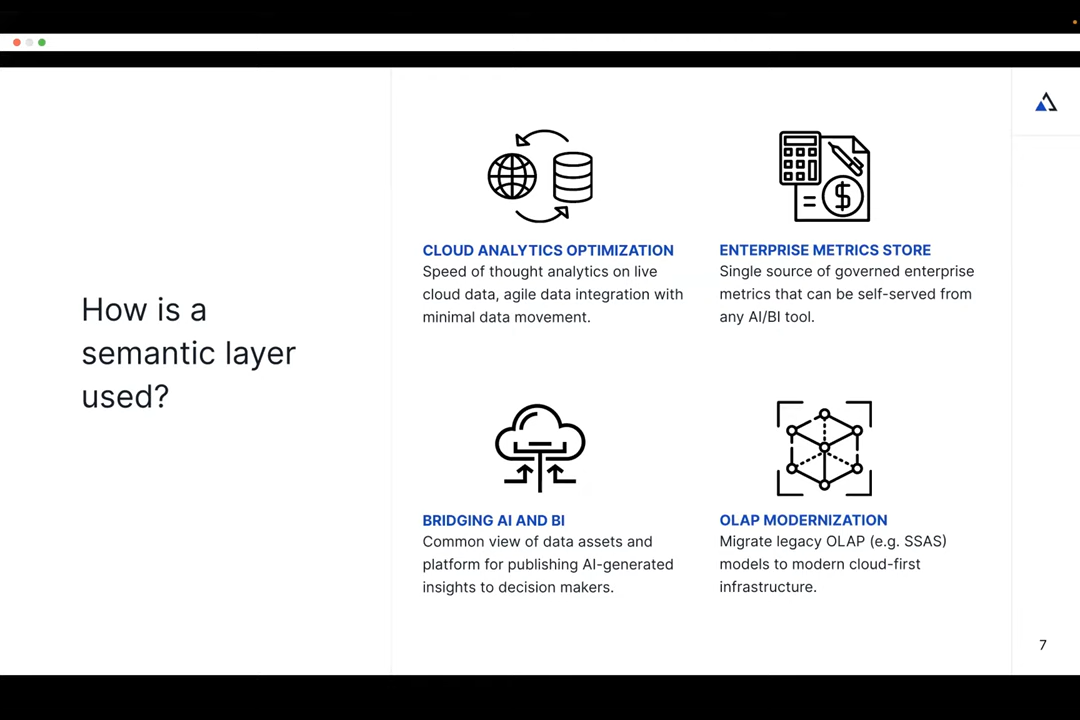 How is a
semantic layer
used?
CLOUD ANALYTICS OPTIMIZATION
Speed of thought analytics on live
cloud data, agile data integration with
minimal data movement.
ENTERPRISE METRICS STORE
Single source of governed enterprise
metrics that can be self-served from
any AI/BI tool.
BRIDGING AI AND BI
Common view of data assets and
platform for publishing AI-generated
insights to decision makers.
OLAP MODERNIZATION
Migrate legacy OLAP (e.g. SSAS)
models to modern cloud-first
infrastructure.
7